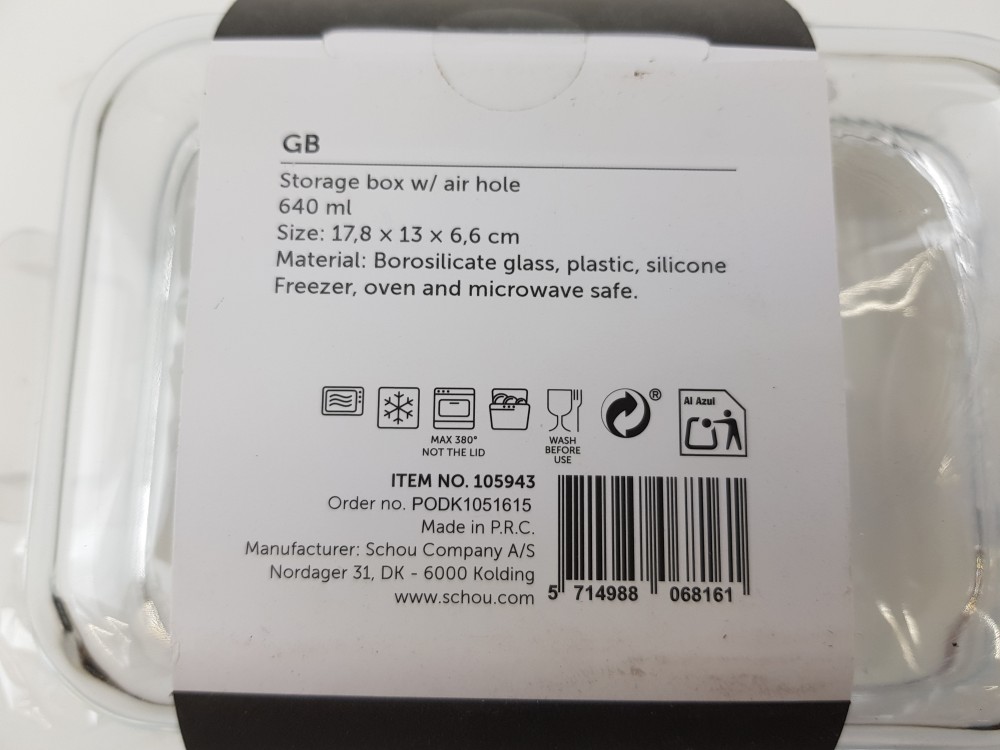 GB
Storage box w/ air hole
640 ml
Size: 17,8 x 13 x 6,6 cm
Material: Borosilicate glass, plastic, silicone
Freezer, oven and microwave safe.
MAX 380°
NOT THE LID
WASH
BEFORE
USE
®
Al Azul
ITEM NO. 105943
Order no. PODK1051615
Made in P.R.C.
Manufacturer: Schou Company A/S
Nordager 31, DK - 6000 Kolding
www.schou.com
5 714988 068161